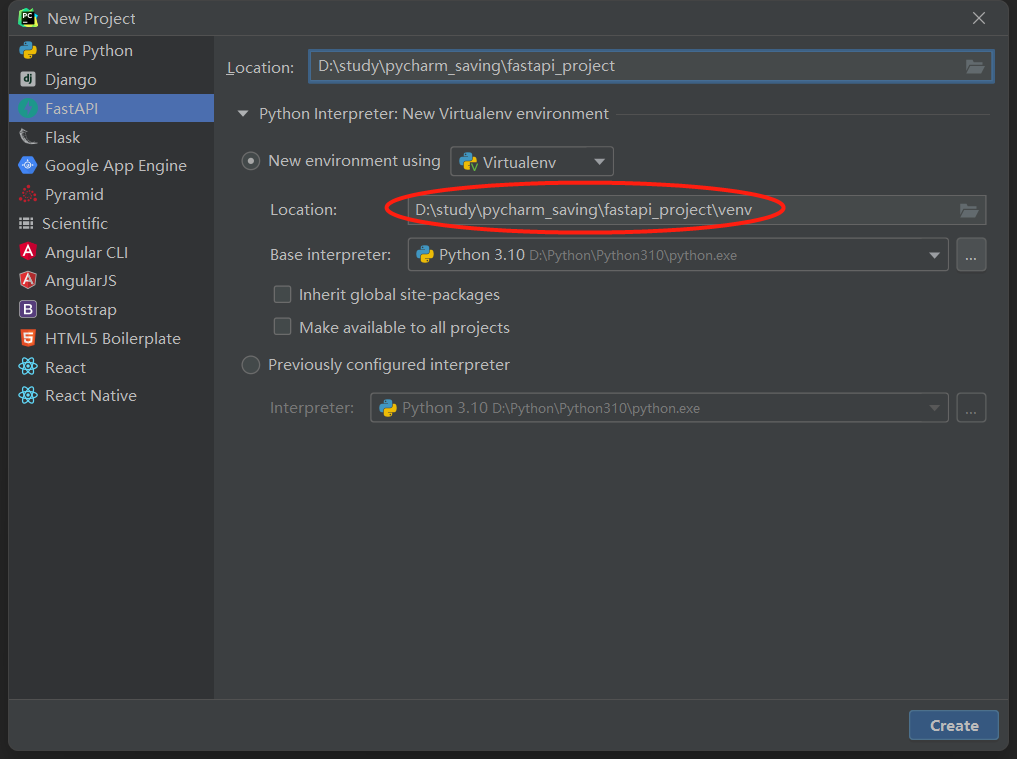 New Project
Pure Python
Django
FastAPI
Flask
Google App Engine
Pyramid
Scientific
Angular CLI
AngularJS
Bootstrap
HTML5 Boilerplate
React
React Native
Location: D:\study\pycharm_saving\fastapi_project
Python Interpreter: New Virtualenv environment
New environment using Virtualenv
Location: D:\study\pycharm_saving\fastapi_project\venv
Base interpreter: Python 3.10 D:\Python\Python310\python.exe ...
Inherit global site-packages
Make available to all projects
Previously configured interpreter
Interpreter: Python 3.10 D:\Python\Python310\python.exe ...
Create